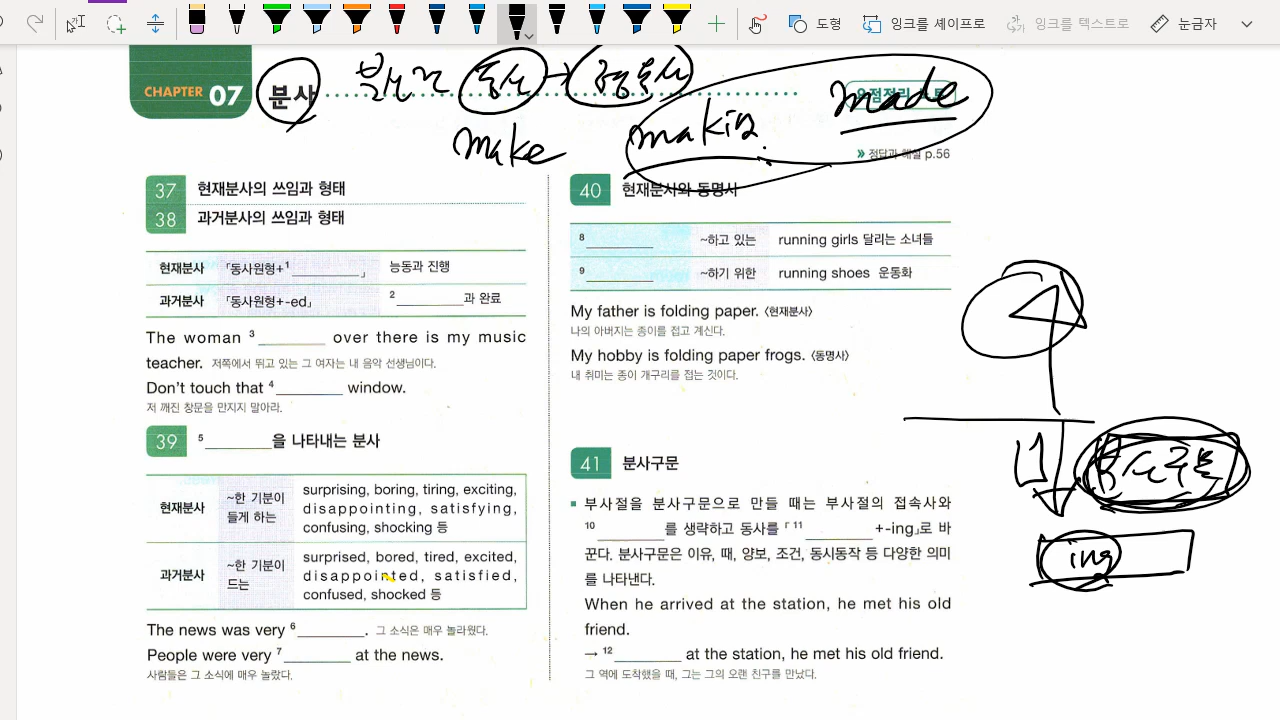 도형
잉크를 셰이프로
잉크를 텍스트로
눈금자
CHAPTER 07 분사
동사 → 형용사
make making made
» 정답과 해설 p.56
37 현재분사의 쓰임과 형태
38 과거분사의 쓰임과 형태
현재분사 「동사원형+1________」 능동과 진행
과거분사 「동사원형+-ed」 2________과 완료
The woman 3________ over there is my music
teacher. 저쪽에서 뛰고 있는 그 여자는 내 음악 선생님이다.
Don't touch that 4________ window.
저 깨진 창문을 만지지 말아라.
39 5________을 나타내는 분사
현재분사 ~한 기분이 들게 하는
surprising, boring, tiring, exciting,
disappointing, satisfying,
confusing, shocking 등
과거분사 ~한 기분이 드는
surprised, bored, tired, excited,
disappointed, satisfied,
confused, shocked 등
The news was very 6________. 그 소식은 매우 놀라웠다.
People were very 7________ at the news.
사람들은 그 소식에 매우 놀랐다.
40 현재분사와 동명사
8________ ~하고 있는 running girls 달리는 소녀들
9________ ~하기 위한 running shoes 운동화
My father is folding paper. 〈현재분사〉
나의 아버지는 종이를 접고 계신다.
My hobby is folding paper frogs. 〈동명사〉
내 취미는 종이 개구리를 접는 것이다.
41 분사구문
부사절을 분사구문으로 만들 때는 부사절의 접속사와
10________를 생략하고 동사를 「11________ +-ing」로 바
꾼다. 분사구문은 이유, 때, 양보, 조건, 동시동작 등 다양한 의미
를 나타낸다.
When he arrived at the station, he met his old
friend.
→ 12________ at the station, he met his old friend.
그 역에 도착했을 때, 그는 그의 오랜 친구를 만났다.
분사구문
ing